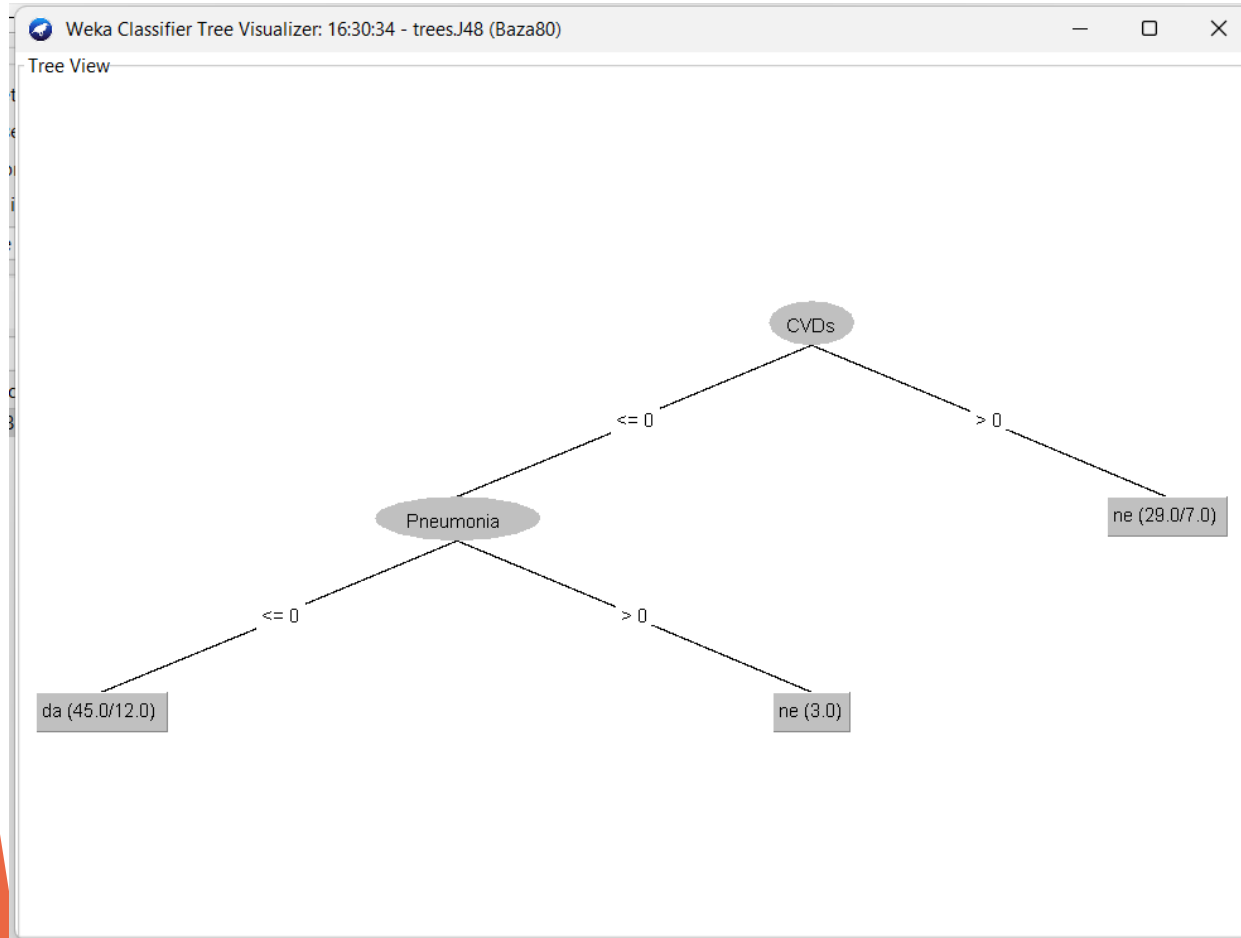 Weka Classifier Tree Visualizer: 16:30:34 - trees.J48 (Baza80)
Tree View
CVDs
<= 0
> 0
Pneumonia
ne (29.0/7.0)
<= 0
> 0
da (45.0/12.0)
ne (3.0)